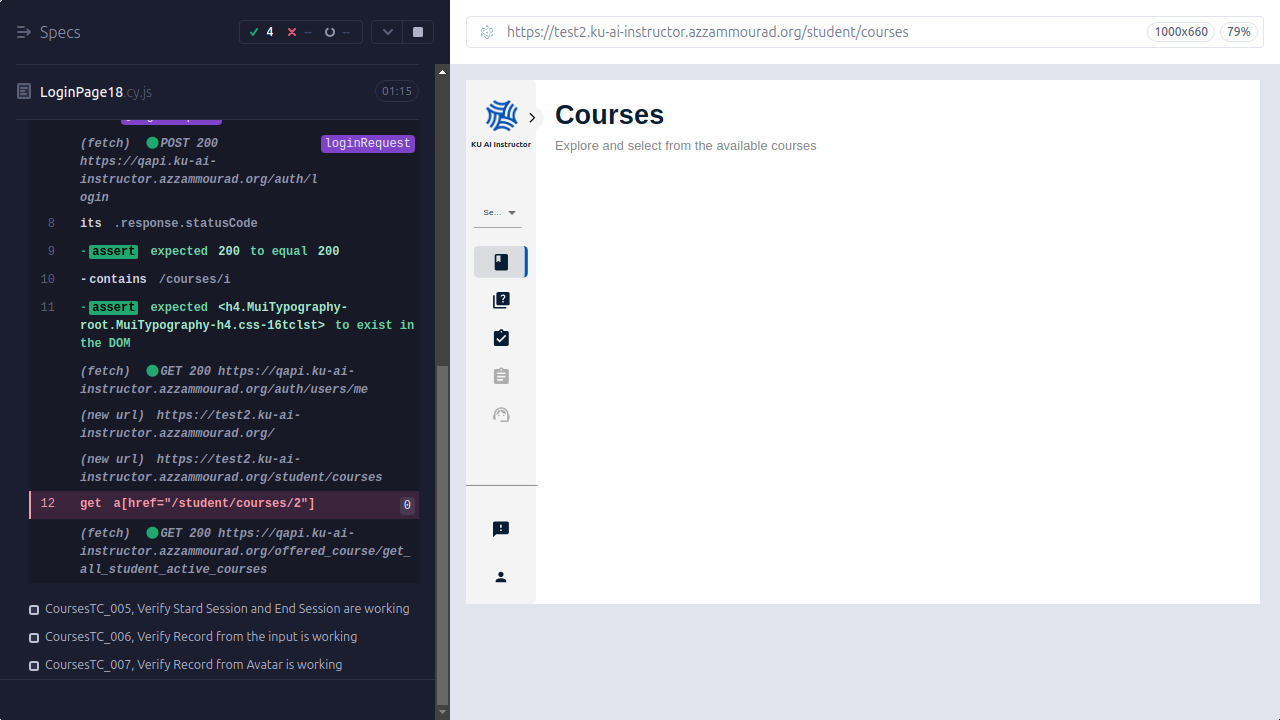 Specs
4
--
--
https://test2.ku-ai-instructor.azzammourad.org/student/courses
1000x660
79%
LoginPage18 cy.js
01:15
(fetch) POST 200
loginRequest
https://qapi.ku-ai-
instructor.azzammourad.org/auth/l
ogin
8 its .response.statusCode
9 -assert expected 200 to equal 200
10 -contains /courses/i
11 -assert expected <h4.MuiTypography-
root.MuiTypography-h4.css-16tclst> to exist in
the DOM
(fetch) GET 200 https://qapi.ku-ai-
instructor.azzammourad.org/auth/users/me
(new url) https://test2.ku-ai-
instructor.azzammourad.org/
(new url) https://test2.ku-ai-
instructor.azzammourad.org/student/courses
12 get a[href="/student/courses/2"] 0
(fetch) GET 200 https://qapi.ku-ai-
instructor.azzammourad.org/offered_course/get_
all_student_active_courses
CoursesTC_005, Verify Stard Session and End Session are working
CoursesTC_006, Verify Record from the input is working
CoursesTC_007, Verify Record from Avatar is working
KU AI Instructor
Se...
Courses
Explore and select from the available courses